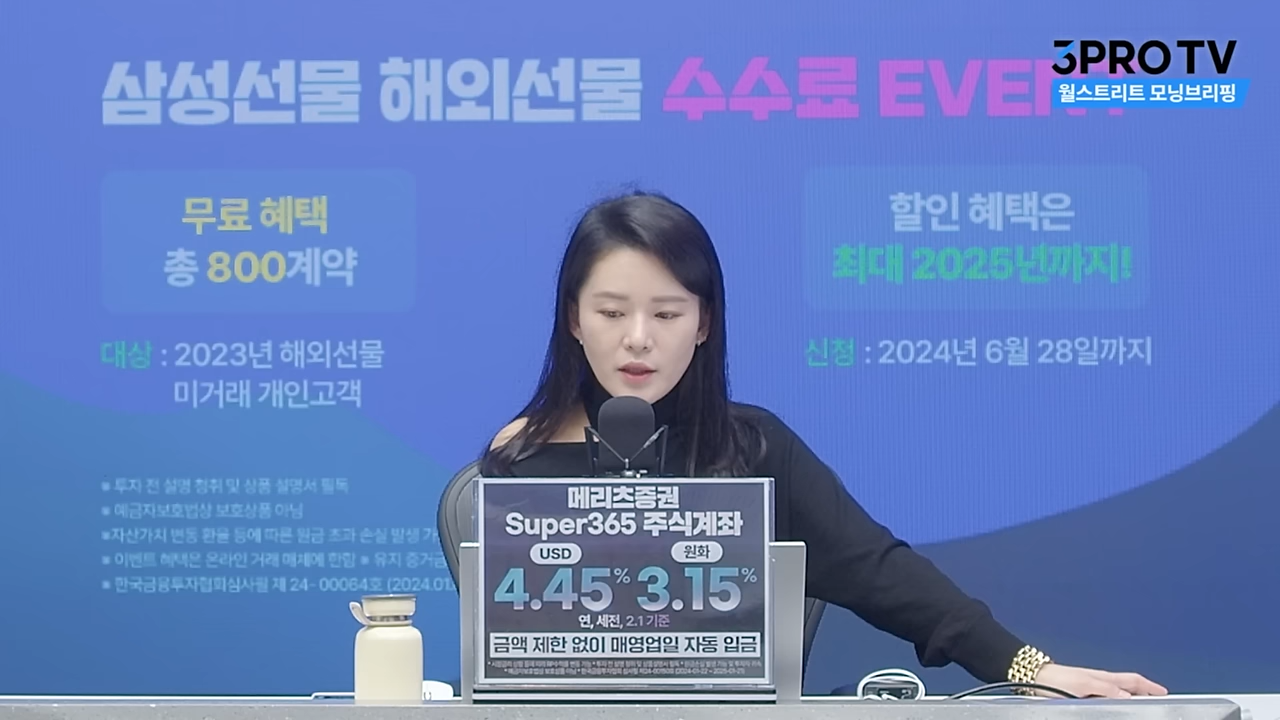 3PRO TV
월스트리트 모닝브리핑
삼성선물 해외선물 수수료 EVENT
무료 혜택
총 800계약
할인 혜택은
최대 2025년까지!
대상 : 2023년 해외선물
미거래 개인고객
신청 : 2024년 6월 28일까지
※ 투자 전 설명 청취 및 상품 설명서 필독
※ 예금자보호법상 보호상품 아님
※자산가치 변동 환율 등에 따른 원금 초과 손실 발생 가
※ 이벤트 혜택은 온라인 거래 매체에 한함 ※ 유지 증거금
※ 한국금융투자협회심사필 제 24- 00064호 (2024.01.
메리츠증권
Super365 주식계좌
USD 원화
4.45% 3.15%
연, 세전, 2.1 기준
금액 제한 없이 매영업일 자동 입금